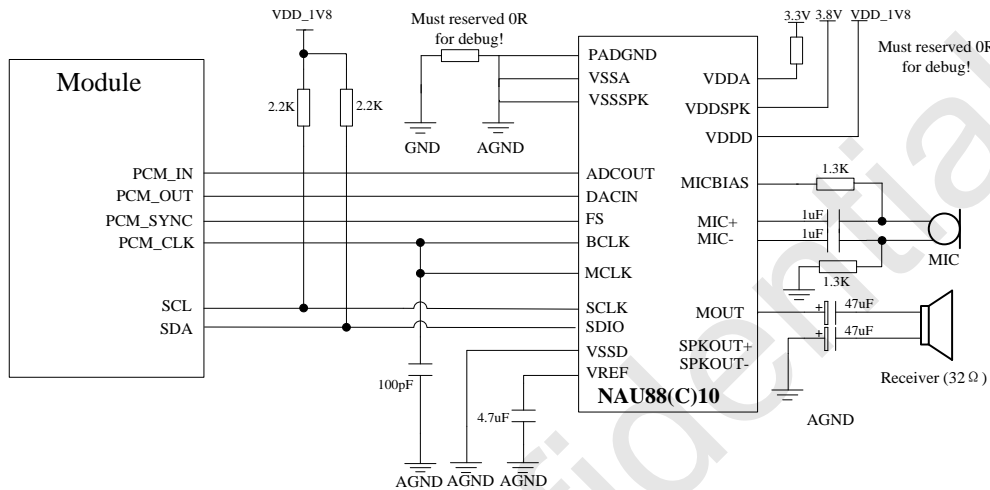 VDD_1V8
Must reserved 0R
for debug!
3.3V 3.8V VDD_1V8
Must reserved 0R
for debug!
Module
2.2K
2.2K
GND
AGND
PADGND
VSSA
VSSSPK
VDDA
VDDSPK
VDDD
PCM_IN
PCM_OUT
PCM_SYNC
PCM_CLK
SCL
SDA
ADCOUT
DACIN
FS
BCLK
MCLK
SCLK
SDIO
VSSD
VREF
MICBIAS
MIC+
MIC-
MOUT
SPKOUT+
SPKOUT-
NAU88(C)10
1.3K
1uF
1uF
MIC
1.3K
+ 47uF
+ 47uF
Receiver (32Ω)
AGND
100pF
4.7uF
AGND AGND AGND
fidential